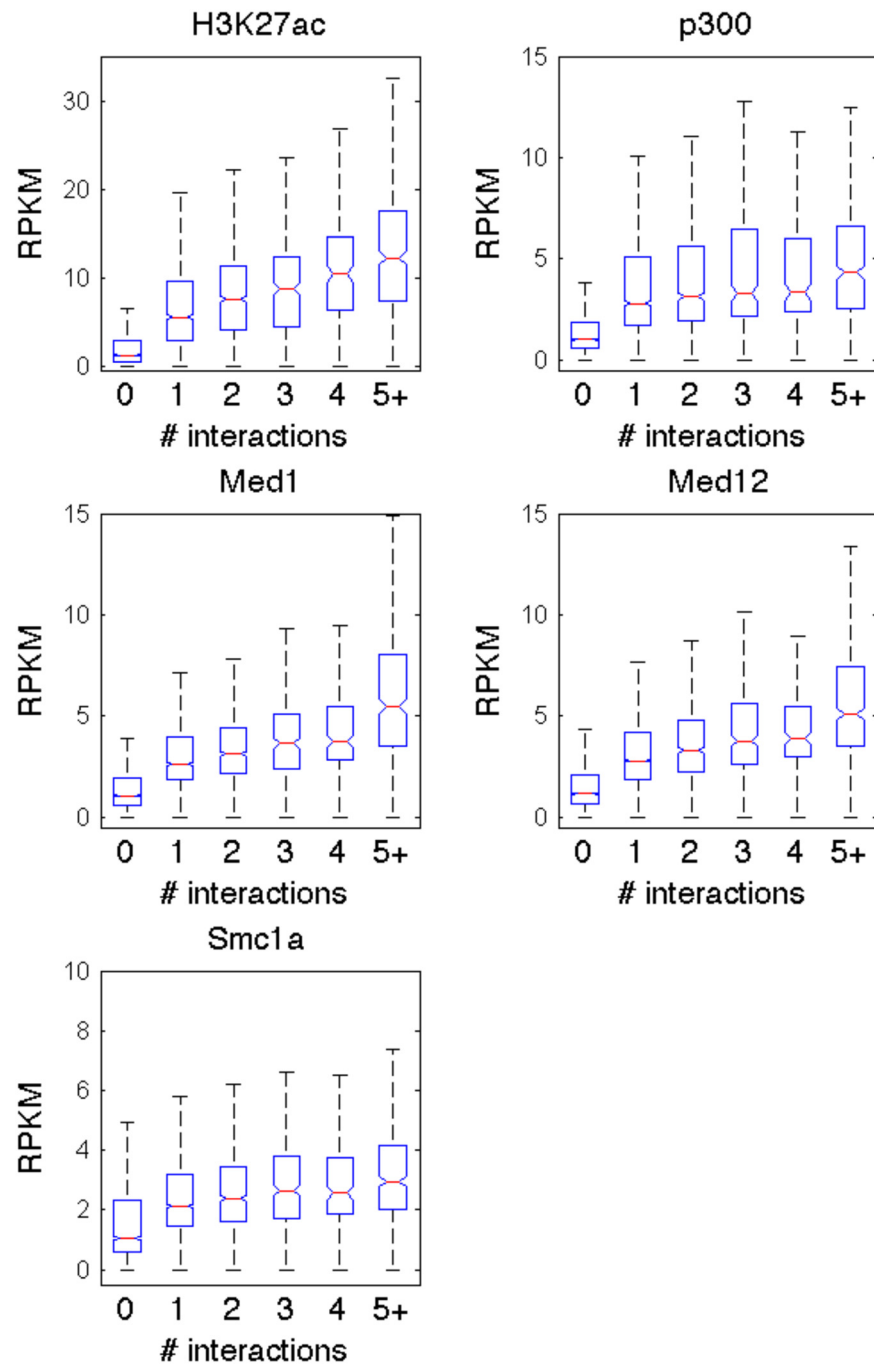 H3K27ac
RPKM
30
20
10
0
0 1 2 3 4 5+
# interactions
p300
RPKM
15
10
5
0
0 1 2 3 4 5+
# interactions
Med1
RPKM
15
10
5
0
0 1 2 3 4 5+
# interactions
Med12
RPKM
15
10
5
0
0 1 2 3 4 5+
# interactions
Smc1a
RPKM
10
8
6
4
2
0
0 1 2 3 4 5+
# interactions